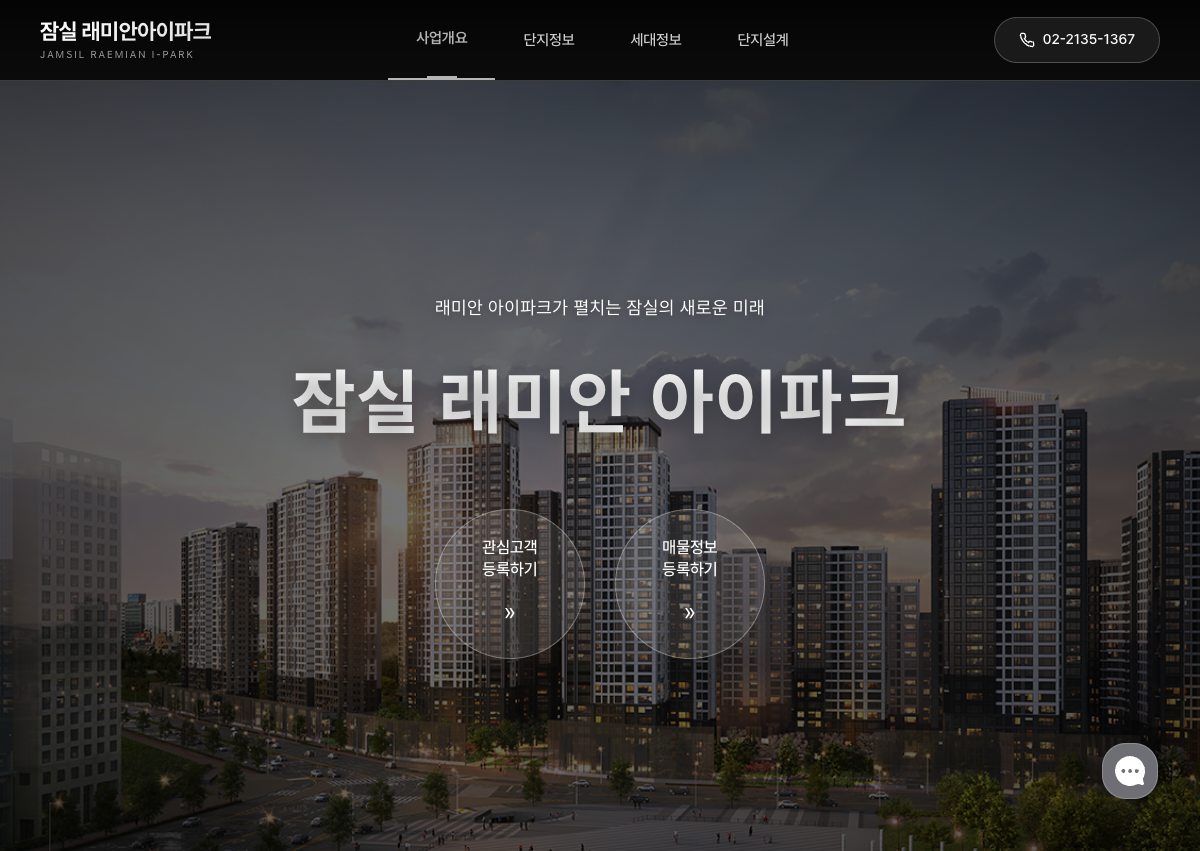 잠실 래미안아이파크
JAMSIL RAEMIAN I-PARK
사업개요
단지정보
세대정보
단지설계
02-2135-1367
래미안 아이파크가 펼치는 잠실의 새로운 미래
잠실 래미안 아이파크
관심고객
등록하기
»
매물정보
등록하기
»